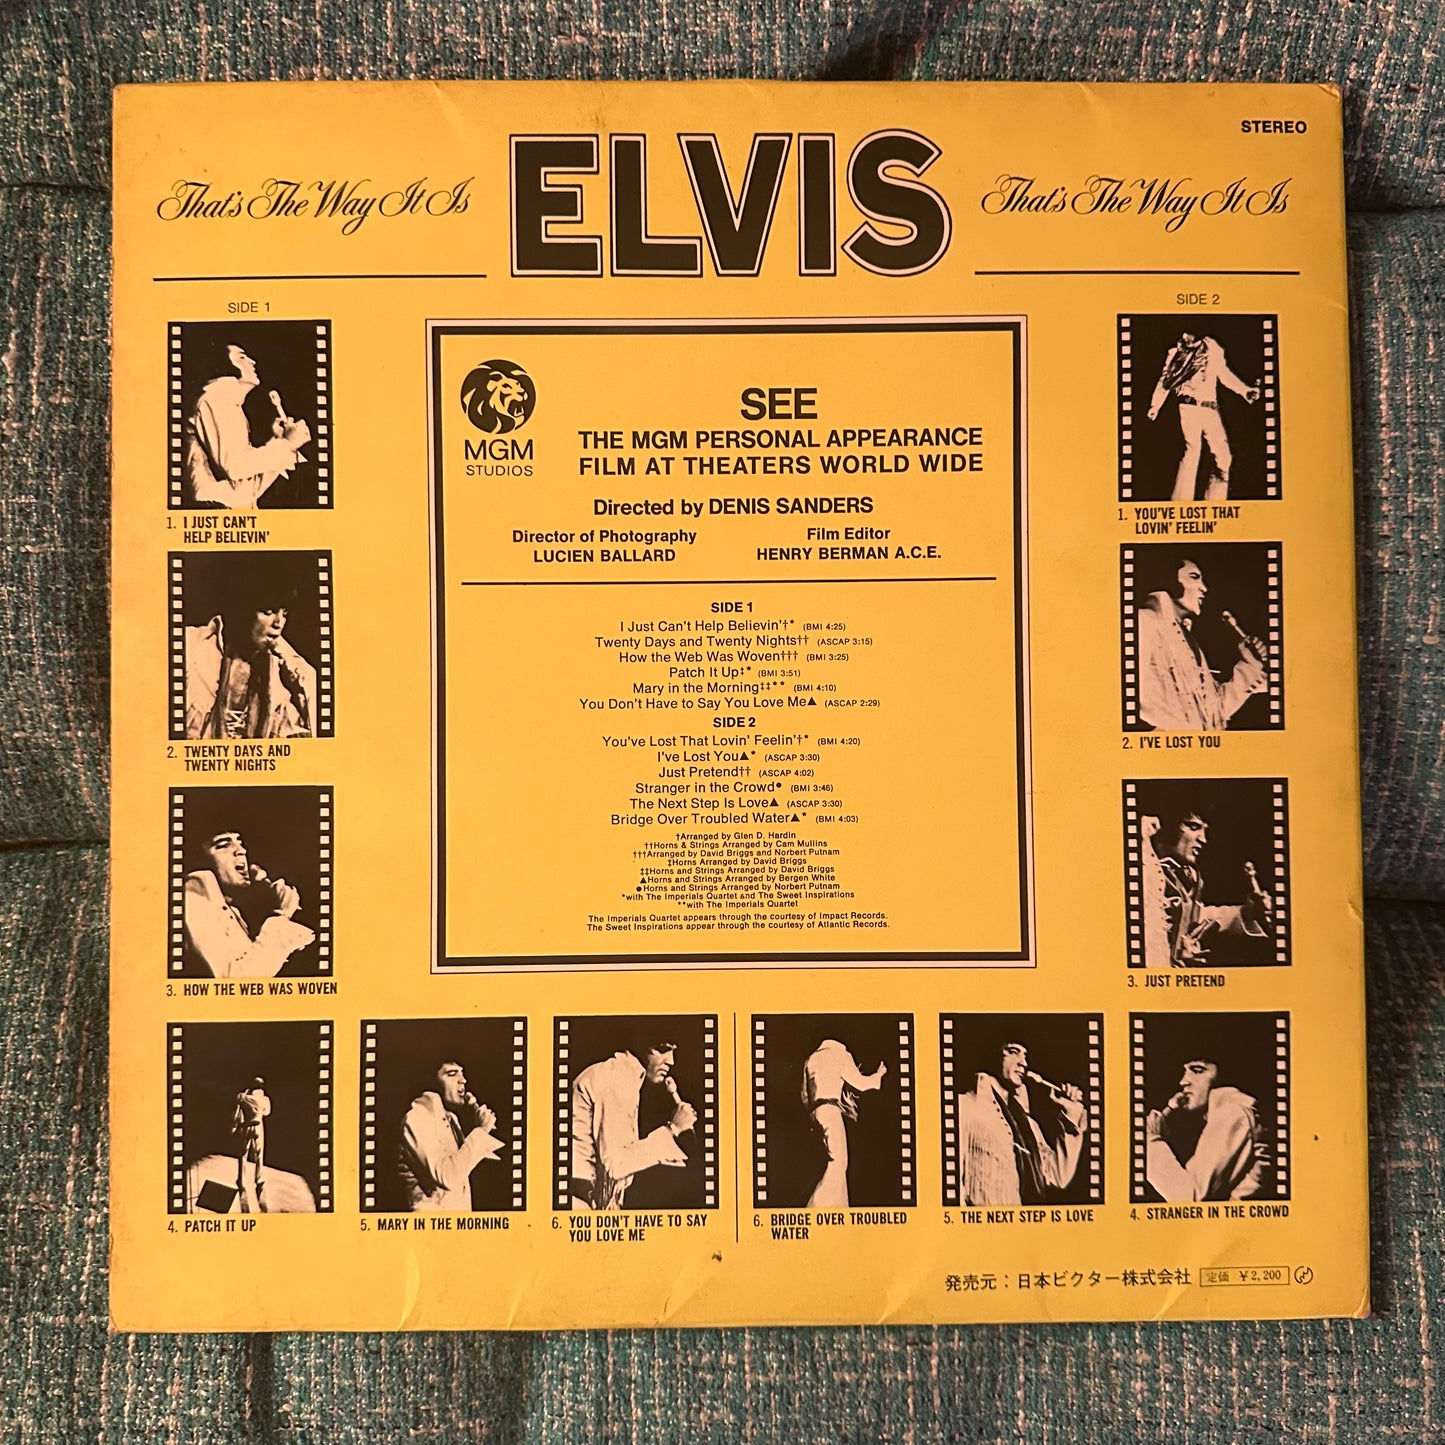 STEREO
That's The Way It Is
ELVIS
That's The Way It Is
SIDE 1
1. I JUST CAN'T
HELP BELIEVIN'
2. TWENTY DAYS AND
TWENTY NIGHTS
3. HOW THE WEB WAS WOVEN
4. PATCH IT UP
5. MARY IN THE MORNING
6. YOU DON'T HAVE TO SAY
YOU LOVE ME
MGM
STUDIOS
SEE
THE MGM PERSONAL APPEARANCE
FILM AT THEATERS WORLD WIDE
Directed by DENIS SANDERS
Director of Photography
LUCIEN BALLARD
Film Editor
HENRY BERMAN A.C.E.
SIDE 1
I Just Can't Help Believin'†* (BMI 4:25)
Twenty Days and Twenty Nights†† (ASCAP 3:15)
How the Web Was Woven††† (BMI 3:25)
Patch It Up‡* (BMI 3:51)
Mary in the Morning‡‡** (BMI 4:10)
You Don't Have to Say You Love Me▲ (ASCAP 2:29)
SIDE 2
You've Lost That Lovin' Feelin'†* (BMI 4:20)
I've Lost You▲* (ASCAP 3:30)
Just Pretend†† (ASCAP 4:02)
Stranger in the Crowd● (BMI 3:46)
The Next Step Is Love▲ (ASCAP 3:30)
Bridge Over Troubled Water▲* (BMI 4:03)
†Arranged by Glen D. Hardin
††Horns & Strings Arranged by Cam Mullins
†††Arranged by David Briggs and Norbert Putnam
‡Horns Arranged by David Briggs
‡‡Horns and Strings Arranged by David Briggs
▲Horns and Strings Arranged by Bergen White
●Horns and Strings Arranged by Norbert Putnam
*with The Imperials Quartet and The Sweet Inspirations
**with The Imperials Quartet
The Imperials Quartet appears through the courtesy of Impact Records.
The Sweet Inspirations appear through the courtesy of Atlantic Records.
SIDE 2
1. YOU'VE LOST THAT
LOVIN' FEELIN'
2. I'VE LOST YOU
3. JUST PRETEND
4. STRANGER IN THE CROWD
5. THE NEXT STEP IS LOVE
6. BRIDGE OVER TROUBLED
WATER
発売元：日本ビクター株式会社 定価 ¥2,200